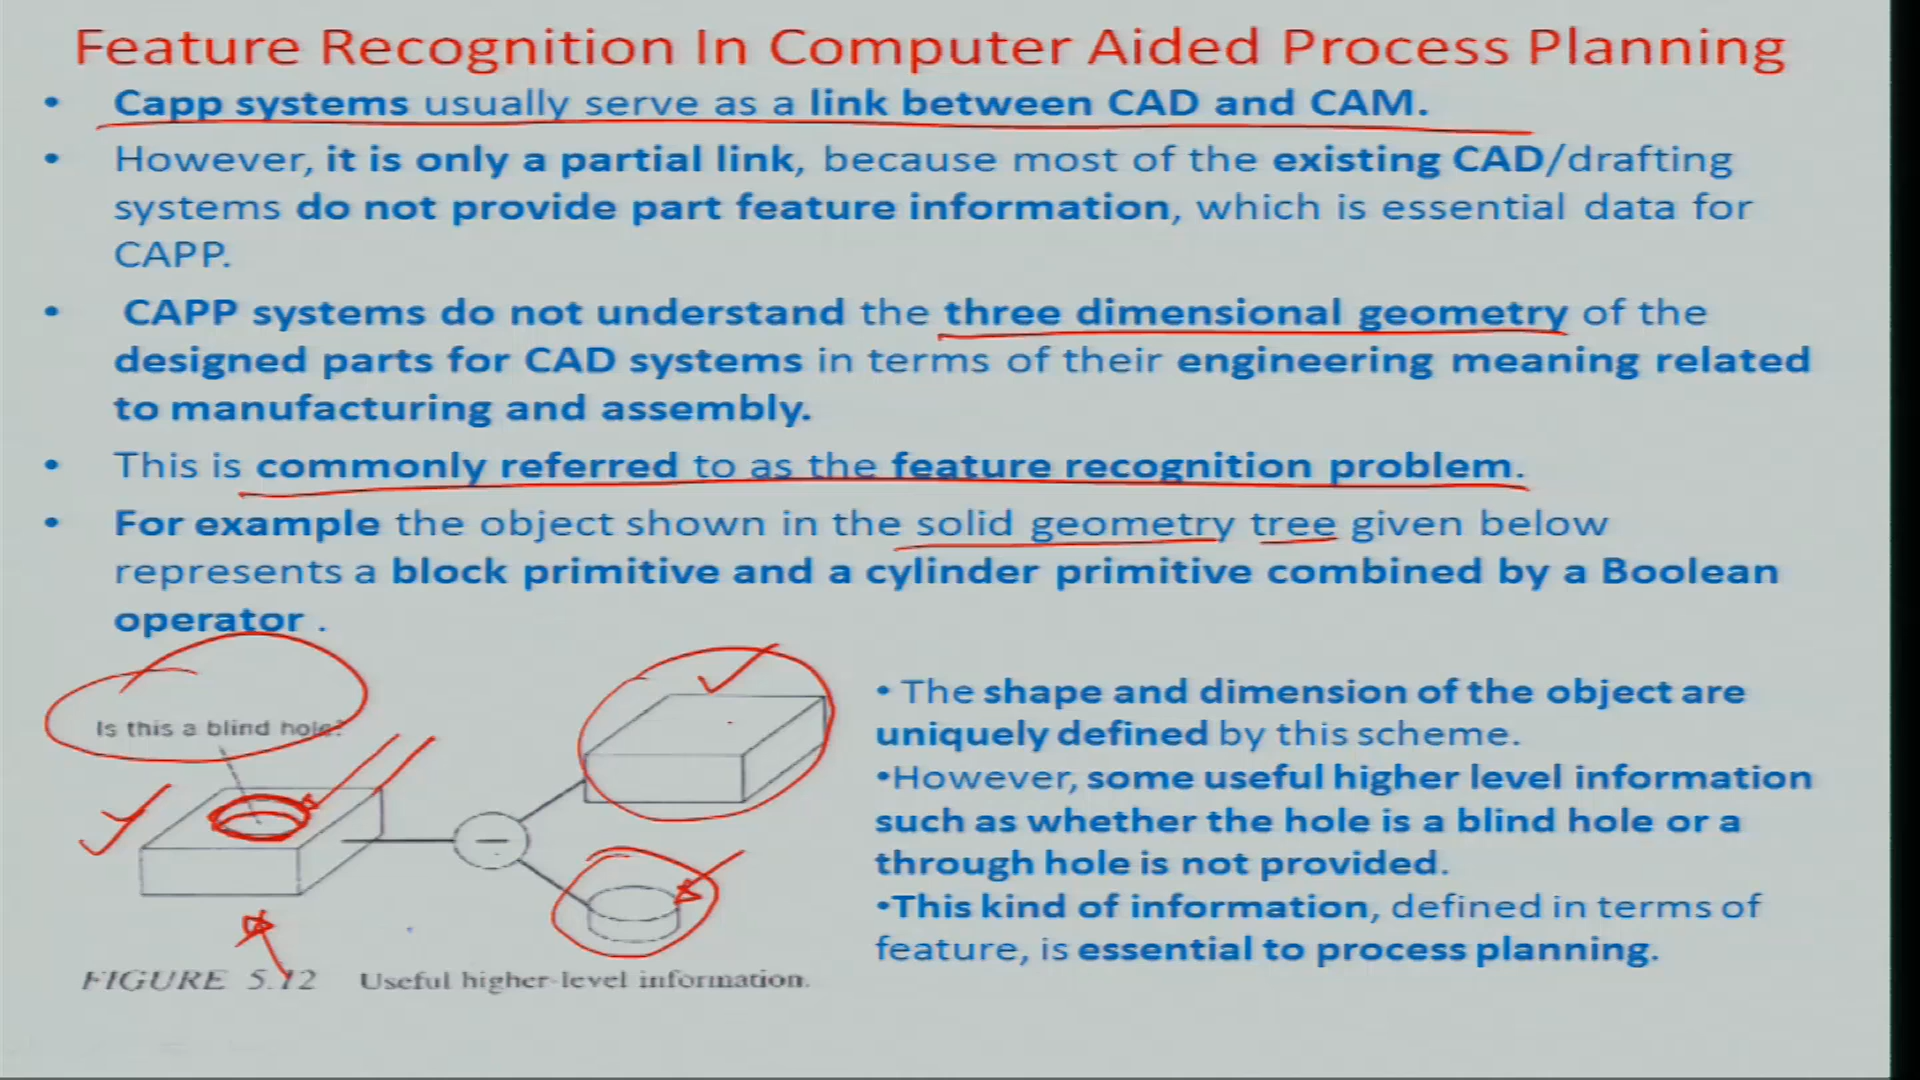 Feature Recognition In Computer Aided Process Planning
• Capp systems usually serve as a link between CAD and CAM.
• However, it is only a partial link, because most of the existing CAD/drafting
systems do not provide part feature information, which is essential data for
CAPP.
• CAPP systems do not understand the three dimensional geometry of the
designed parts for CAD systems in terms of their engineering meaning related
to manufacturing and assembly.
• This is commonly referred to as the feature recognition problem.
• For example the object shown in the solid geometry tree given below
represents a block primitive and a cylinder primitive combined by a Boolean
operator .
Is this a blind hole?
−
FIGURE 5.12 Useful higher-level information.
• The shape and dimension of the object are
uniquely defined by this scheme.
•However, some useful higher level information
such as whether the hole is a blind hole or a
through hole is not provided.
•This kind of information, defined in terms of
feature, is essential to process planning.